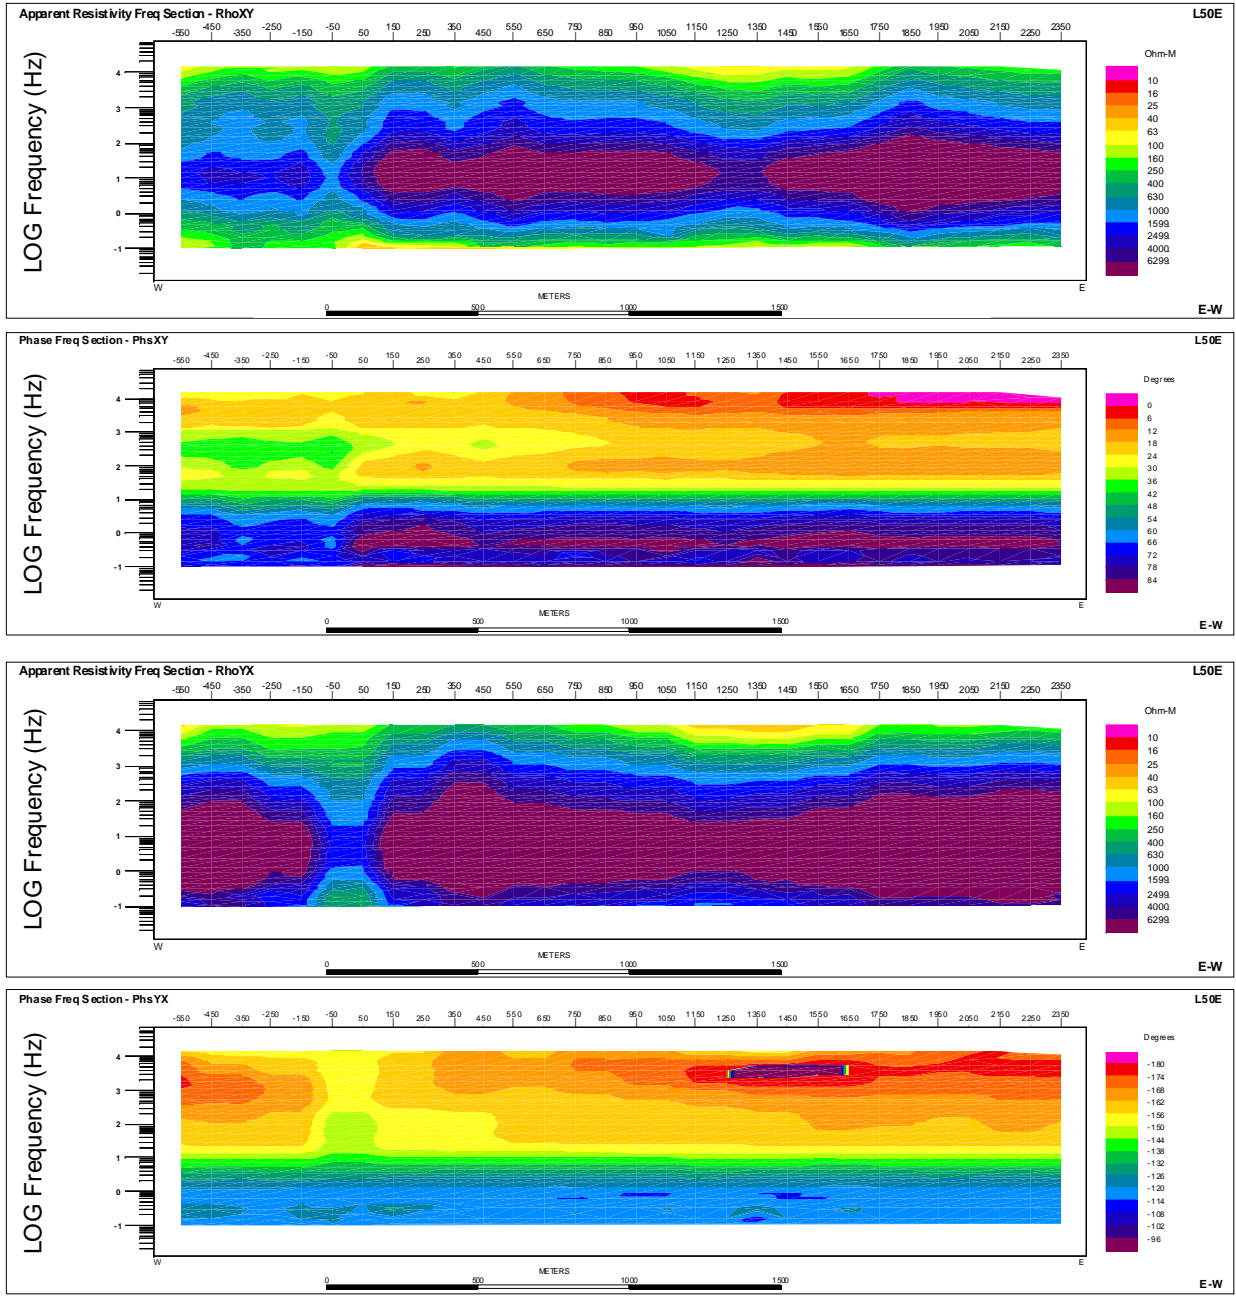 Apparent Resistivity Freq Section - RhoXY L50E
-550 -450 -350 -250 -150 -50 50 150 250 350 450 550 650 750 850 950 1050 1150 1250 1350 1450 1550 1650 1750 1850 1950 2050 2150 2250 2350
LOG Frequency (Hz)
4
3
2
1
0
-1
W E
METERS
0 500 1000 1500
E-W
Ohm-M
10
16
25
40
63
100
160
250
400
630
1000
1599
2499
4000
6299
Phase Freq Section - PhsXY L50E
-550 -450 -350 -250 -150 -50 50 150 250 350 450 550 650 750 850 950 1050 1150 1250 1350 1450 1550 1650 1750 1850 1950 2050 2150 2250 2350
LOG Frequency (Hz)
4
3
2
1
0
-1
W E
METERS
0 500 1000 1500
E-W
Degrees
0
6
12
18
24
30
36
42
48
54
60
66
72
78
84
Apparent Resistivity Freq Section - RhoYX L50E
-550 -450 -350 -250 -150 -50 50 150 250 350 450 550 650 750 850 950 1050 1150 1250 1350 1450 1550 1650 1750 1850 1950 2050 2150 2250 2350
LOG Frequency (Hz)
4
3
2
1
0
-1
W E
METERS
0 500 1000 1500
E-W
Ohm-M
10
16
25
40
63
100
160
250
400
630
1000
1599
2499
4000
6299
Phase Freq Section - PhsYX L50E
-550 -450 -350 -250 -150 -50 50 150 250 350 450 550 650 750 850 950 1050 1150 1250 1350 1450 1550 1650 1750 1850 1950 2050 2150 2250 2350
LOG Frequency (Hz)
4
3
2
1
0
-1
W E
METERS
0 500 1000 1500
E-W
Degrees
-180
-174
-168
-162
-156
-150
-144
-138
-132
-126
-120
-114
-108
-102
-96